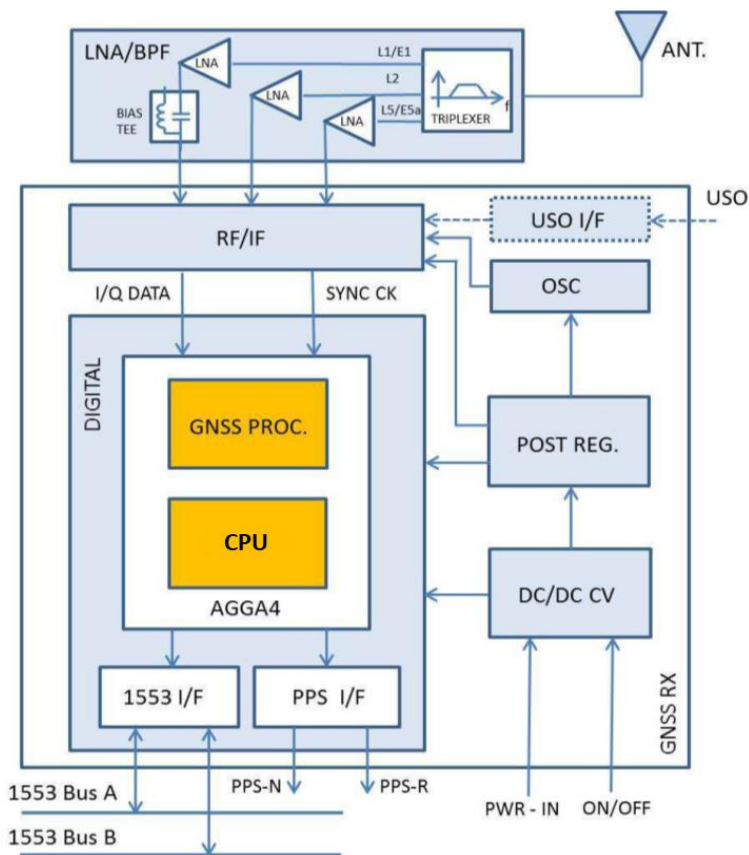 LNA/BPF
LNA
L1/E1
ANT.
L2
LNA
BIAS
TEE
LNA
L5/E5a
f
TRIPLEXER
USO
RF/IF
USO I/F
I/Q DATA
SYNC CK
OSC
DIGITAL
GNSS PROC.
POST REG.
CPU
AGGA4
DC/DC CV
1553 I/F
PPS I/F
GNSS RX
1553 Bus A
PPS-N
PPS-R
PWR - IN
ON/OFF
1553 Bus B